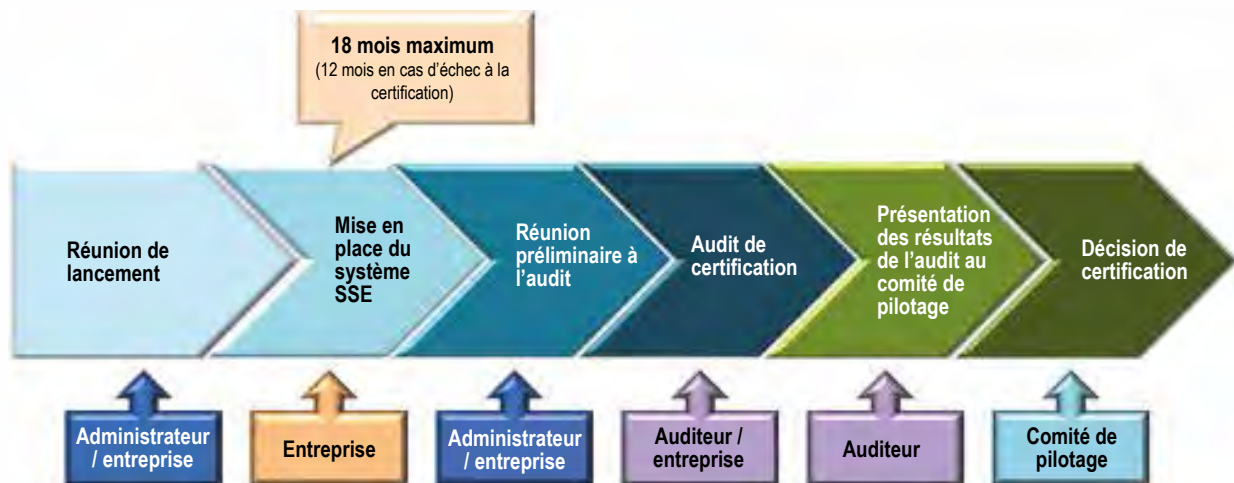 18 mois maximum
(12 mois en cas d’échec à la
certification)
Réunion de
lancement
Mise en
place du
système
SSE
Réunion
préliminaire à
l’audit
Audit de
certification
Présentation
des résultats
de l’audit au
comité de
pilotage
Décision de
certification
Administrateur
/ entreprise
Entreprise
Administrateur
/ entreprise
Auditeur /
entreprise
Auditeur
Comité de
pilotage